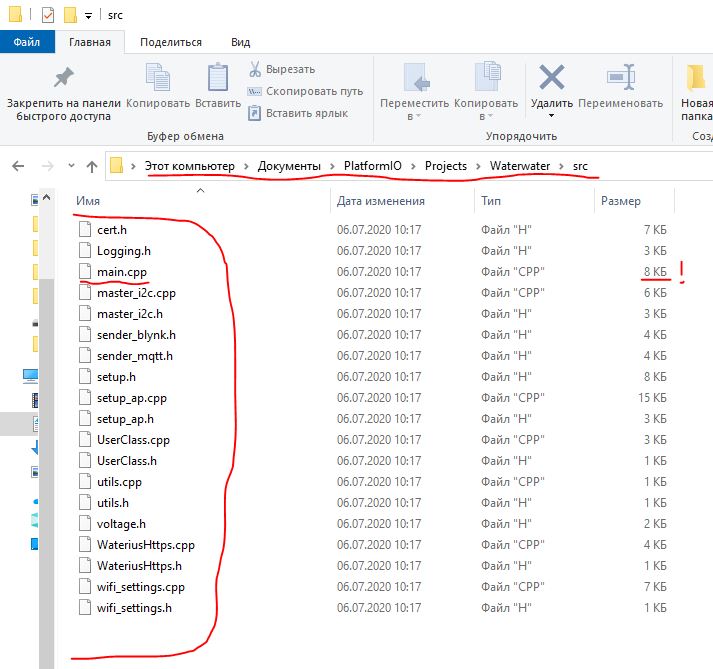 src
Файл Главная Поделиться Вид
Закрепить на панели быстрого доступа
Копировать
Вставить
Вырезать
Скопировать путь
Вставить ярлык
Буфер обмена
Переместить в
Копировать в
Удалить
Переименовать
Упорядочить
Новая папка
Созд
Этот компьютер > Документы > PlatformIO > Projects > Waterwater > src
Имя Дата изменения Тип Размер
cert.h 06.07.2020 10:17 Файл "H" 7 КБ
Logging.h 06.07.2020 10:17 Файл "H" 3 КБ
main.cpp 06.07.2020 10:17 Файл "CPP" 8 КБ !
master_i2c.cpp 06.07.2020 10:17 Файл "CPP" 6 КБ
master_i2c.h 06.07.2020 10:17 Файл "H" 3 КБ
sender_blynk.h 06.07.2020 10:17 Файл "H" 4 КБ
sender_mqtt.h 06.07.2020 10:17 Файл "H" 4 КБ
setup.h 06.07.2020 10:17 Файл "H" 8 КБ
setup_ap.cpp 06.07.2020 10:17 Файл "CPP" 15 КБ
setup_ap.h 06.07.2020 10:17 Файл "H" 3 КБ
UserClass.cpp 06.07.2020 10:17 Файл "CPP" 3 КБ
UserClass.h 06.07.2020 10:17 Файл "H" 1 КБ
utils.cpp 06.07.2020 10:17 Файл "CPP" 1 КБ
utils.h 06.07.2020 10:17 Файл "H" 1 КБ
voltage.h 06.07.2020 10:17 Файл "H" 2 КБ
WateriusHttps.cpp 06.07.2020 10:17 Файл "CPP" 4 КБ
WateriusHttps.h 06.07.2020 10:17 Файл "H" 1 КБ
wifi_settings.cpp 06.07.2020 10:17 Файл "CPP" 7 КБ
wifi_settings.h 06.07.2020 10:17 Файл "H" 1 КБ